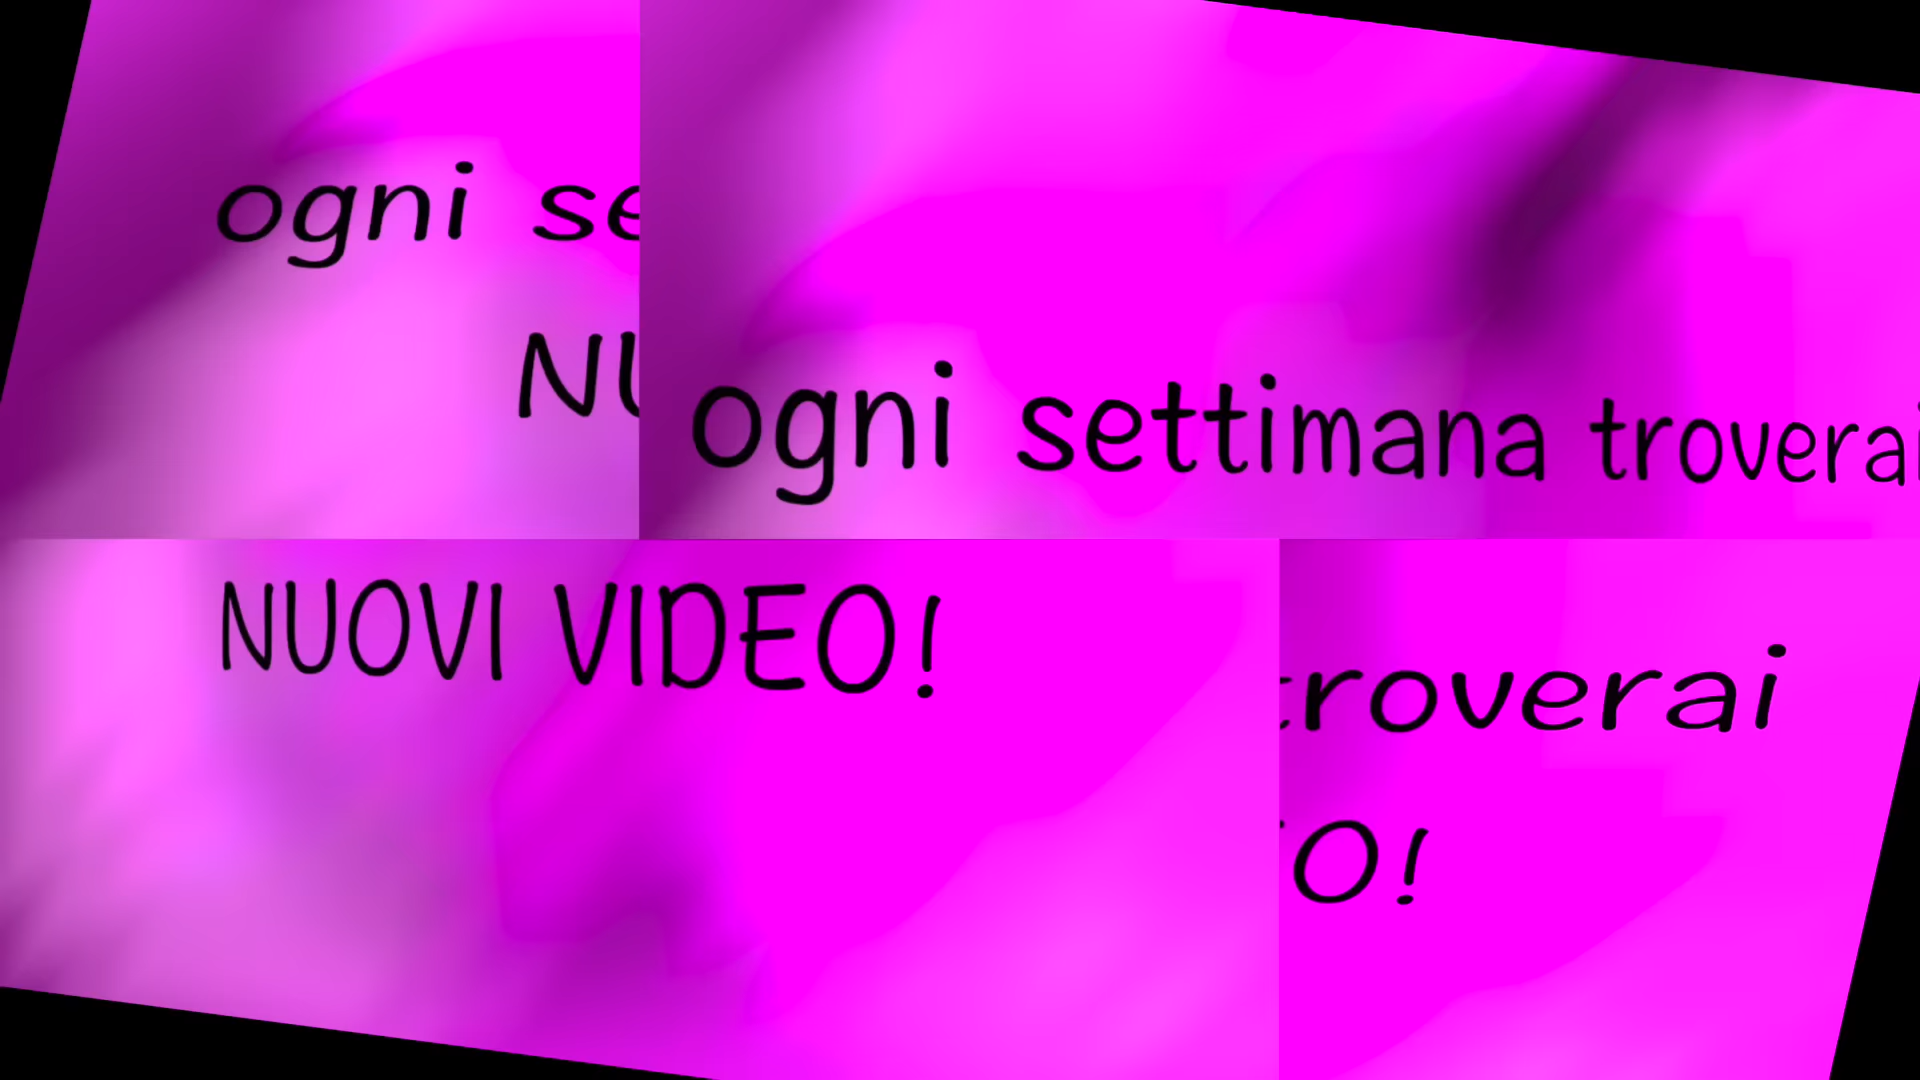 ogni se
NU
ogni settimana troverai
NUOVI VIDEO!
troverai
O!